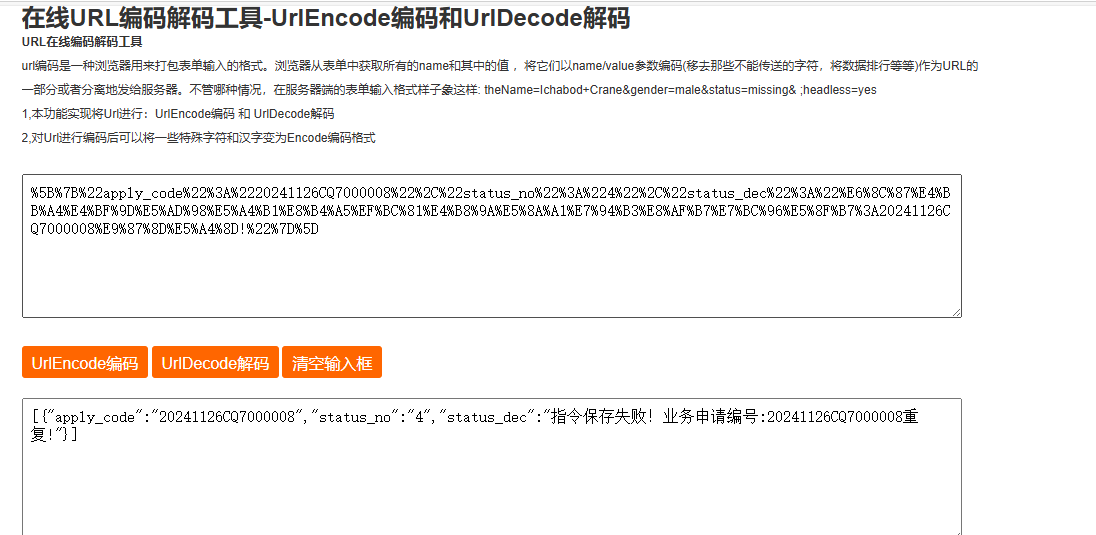 在线URL编码解码工具-UrlEncode编码和UrlDecode解码
URL在线编码解码工具
url编码是一种浏览器用来打包表单输入的格式。浏览器从表单中获取所有的name和其中的值 ，将它们以name/value参数编码(移去那些不能传送的字符，将数据排行等等)作为URL的
一部分或者分离地发给服务器。不管哪种情况，在服务器端的表单输入格式样子象这样: theName=Ichabod+Crane&gender=male&status=missing& ;headless=yes
1,本功能实现将Url进行：UrlEncode编码 和 UrlDecode解码
2,对Url进行编码后可以将一些特殊字符和汉字变为Encode编码格式
%5B%7B%22apply_code%22%3A%2220241126CQ7000008%22%2C%22status_no%22%3A%224%22%2C%22status_dec%22%3A%22%E6%8C%87%E4%B
B%A4%E4%BF%9D%E5%AD%98%E5%A4%B1%E8%B4%A5%EF%BC%81%E4%B8%9A%E5%8A%A1%E7%94%B3%E8%AF%B7%E7%BC%96%E5%8F%B7%3A20241126C
Q7000008%E9%87%8D%E5%A4%8D!%22%7D%5D
UrlEncode编码 UrlDecode解码 清空输入框
[{"apply_code":"20241126CQ7000008","status_no":"4","status_dec":"指令保存失败！业务申请编号:20241126CQ7000008重
复!"}]